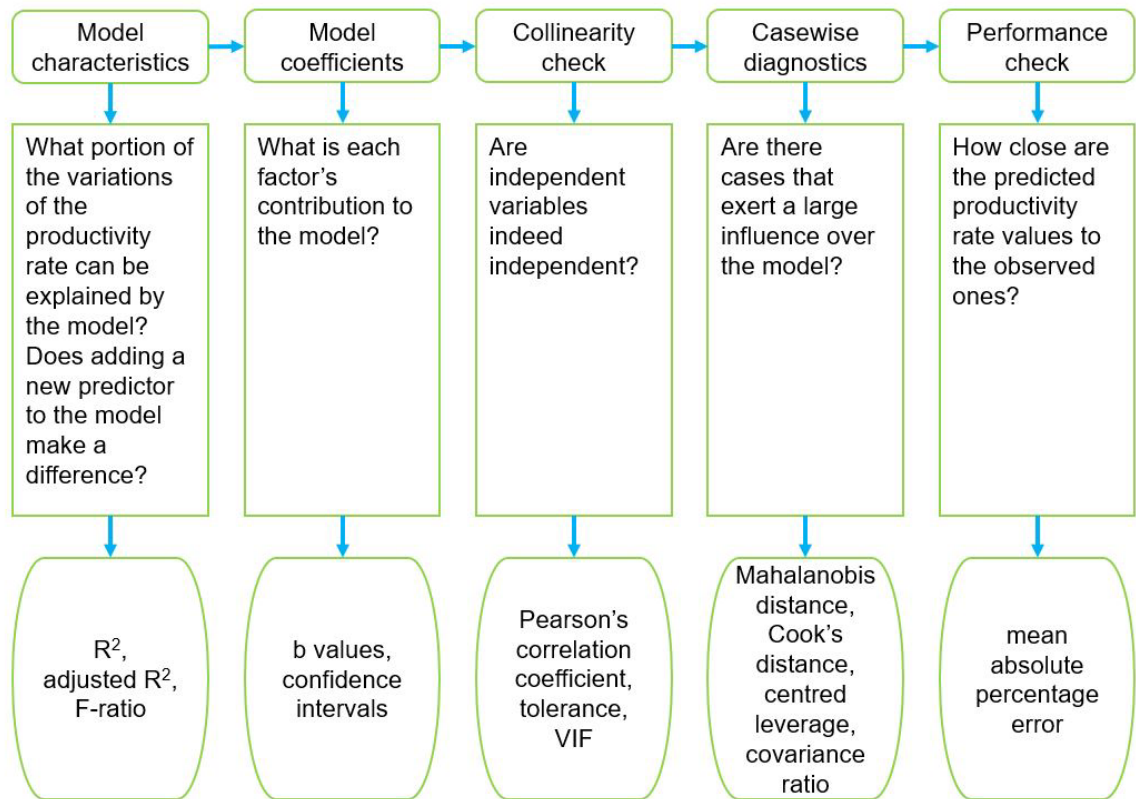 Model
characteristics
Model
coefficients
Collinearity
check
Casewise
diagnostics
Performance
check
What portion of
the variations
of the
productivity
rate can be
explained by
the model?
Does adding a
new predictor
to the model
make a
difference?
What is each
factor’s
contribution to
the model?
Are
independent
variables
indeed
independent?
Are there
cases that
exert a large
influence over
the model?
How close are
the predicted
productivity
rate values to
the observed
ones?
R²,
adjusted R²,
F-ratio
b values,
confidence
intervals
Pearson’s
correlation
coefficient,
tolerance,
VIF
Mahalanobis
distance,
Cook’s
distance,
centred
leverage,
covariance
ratio
mean
absolute
percentage
error